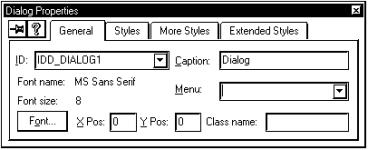 Dialog Properties
? General Styles More Styles Extended Styles
ID: IDD_DIALOG1 Caption: Dialog
Font name: MS Sans Serif Menu:
Font size: 8
Font... X Pos: 0 Y Pos: 0 Class name: